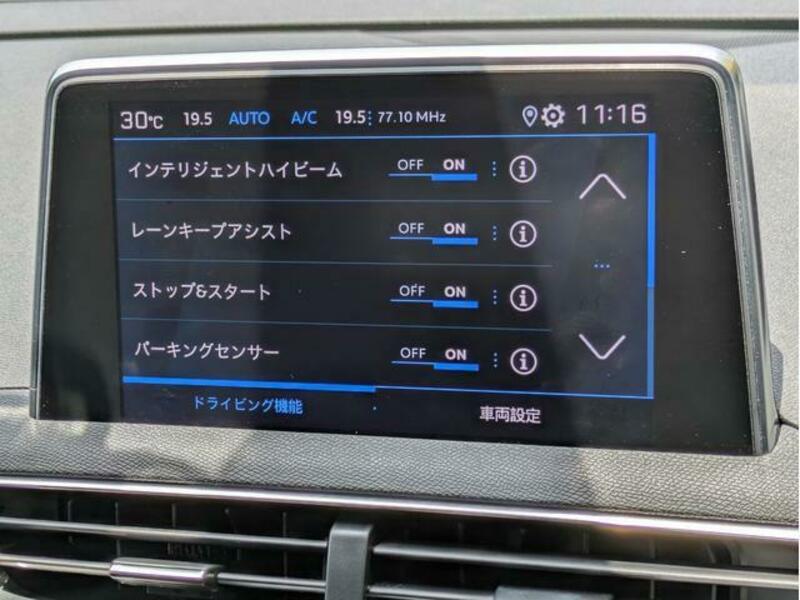 30°C 19.5 AUTO A/C 19.5 77.10 MHz 11:16
インテリジェントハイビーム OFF ON
レーンキープアシスト OFF ON
ストップ&スタート OFF ON
パーキングセンサー OFF ON
ドライビング機能 車両設定